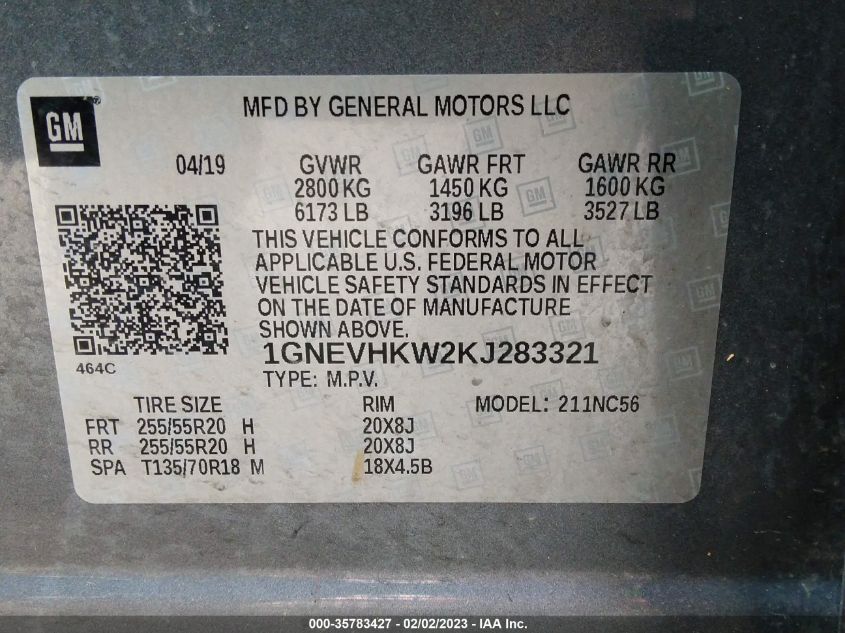 GM
MFD BY GENERAL MOTORS LLC
04/19 GVWR GAWR FRT GAWR RR
2800 KG 1450 KG 1600 KG
6173 LB 3196 LB 3527 LB
THIS VEHICLE CONFORMS TO ALL
APPLICABLE U.S. FEDERAL MOTOR
VEHICLE SAFETY STANDARDS IN EFFECT
ON THE DATE OF MANUFACTURE
SHOWN ABOVE.
1GNEVHKW2KJ283321
464C
TYPE: M.P.V.
TIRE SIZE RIM MODEL: 211NC56
FRT 255/55R20 H 20X8J
RR 255/55R20 H 20X8J
SPA T135/70R18 M 18X4.5B
000-35783427 - 02/02/2023 - IAA Inc.